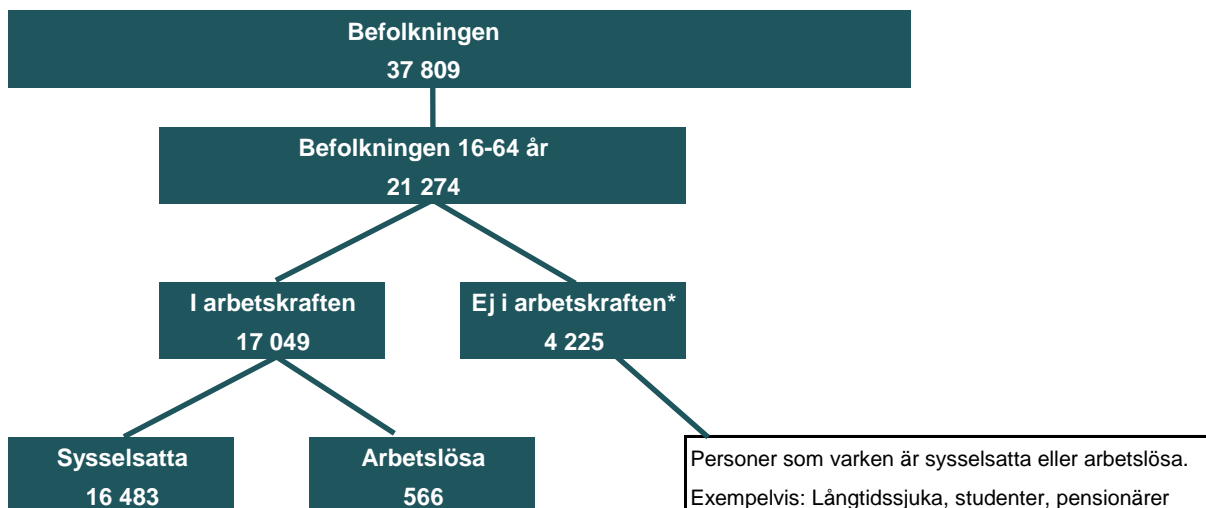 Befolkningen
37 809
Befolkningen 16-64 år
21 274
I arbetskraften
17 049
Ej i arbetskraften*
4 225
Sysselsatta
16 483
Arbetslösa
566
Personer som varken är sysselsatta eller arbetslösa.
Exempelvis: Långtidssjuka, studenter, pensionärer